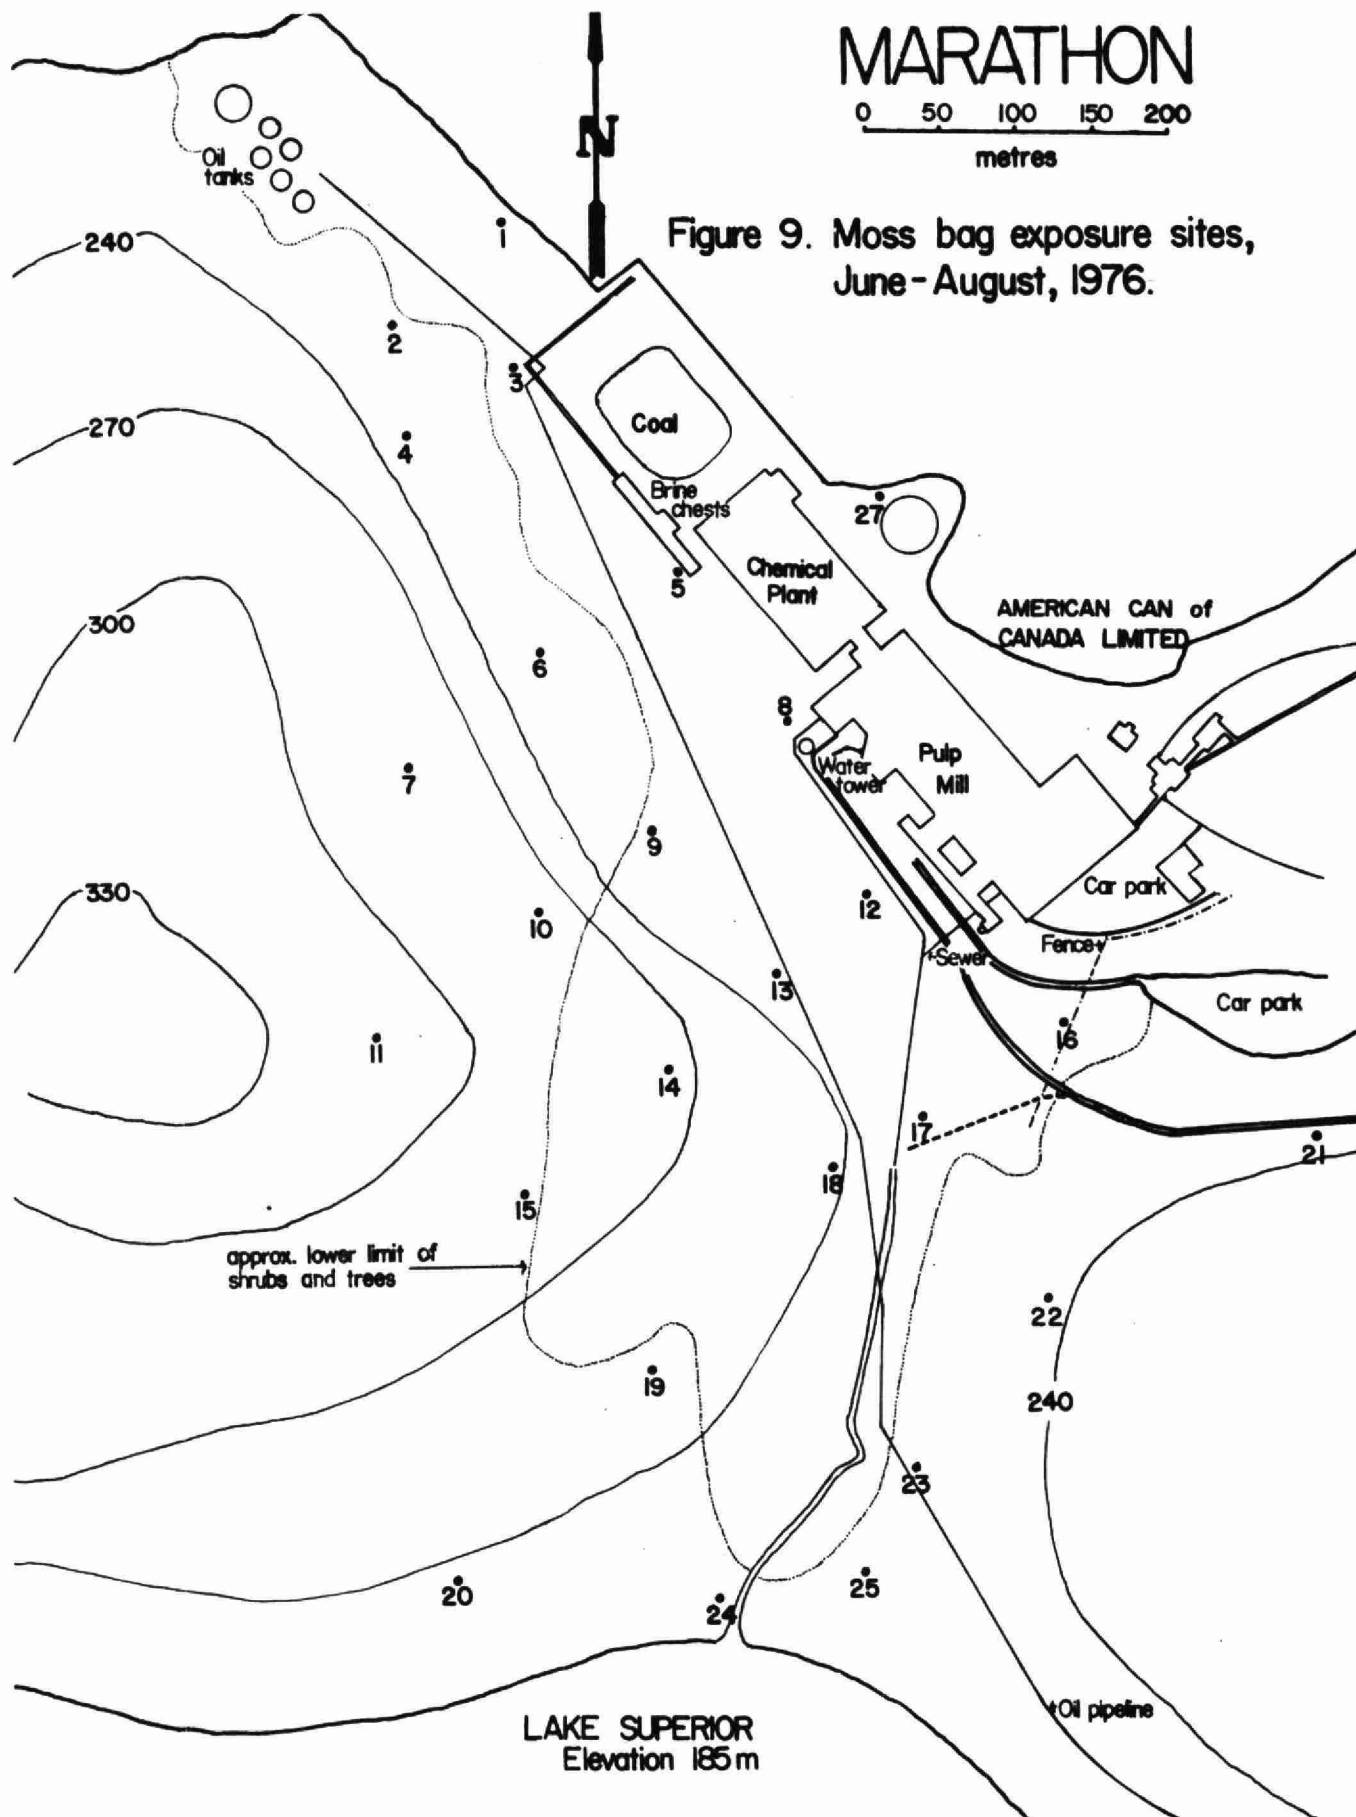 MARATHON
0 50 100 150 200
metres
N
Figure 9. Moss bag exposure sites,
June-August, 1976.
Oil
tanks
1
240
2
3
270
4
Coal
Brine
chests
27
5
Chemical
Plant
AMERICAN CAN of
CANADA LIMITED
300
6
8
7
Water
tower
Pulp
Mill
9
330
10
12
Car park
Fence
Sewer
13
Car park
11
16
14
17
21
18
15
approx. lower limit of
shrubs and trees
22
19
240
23
20
24
25
Oil pipeline
LAKE SUPERIOR
Elevation 185m